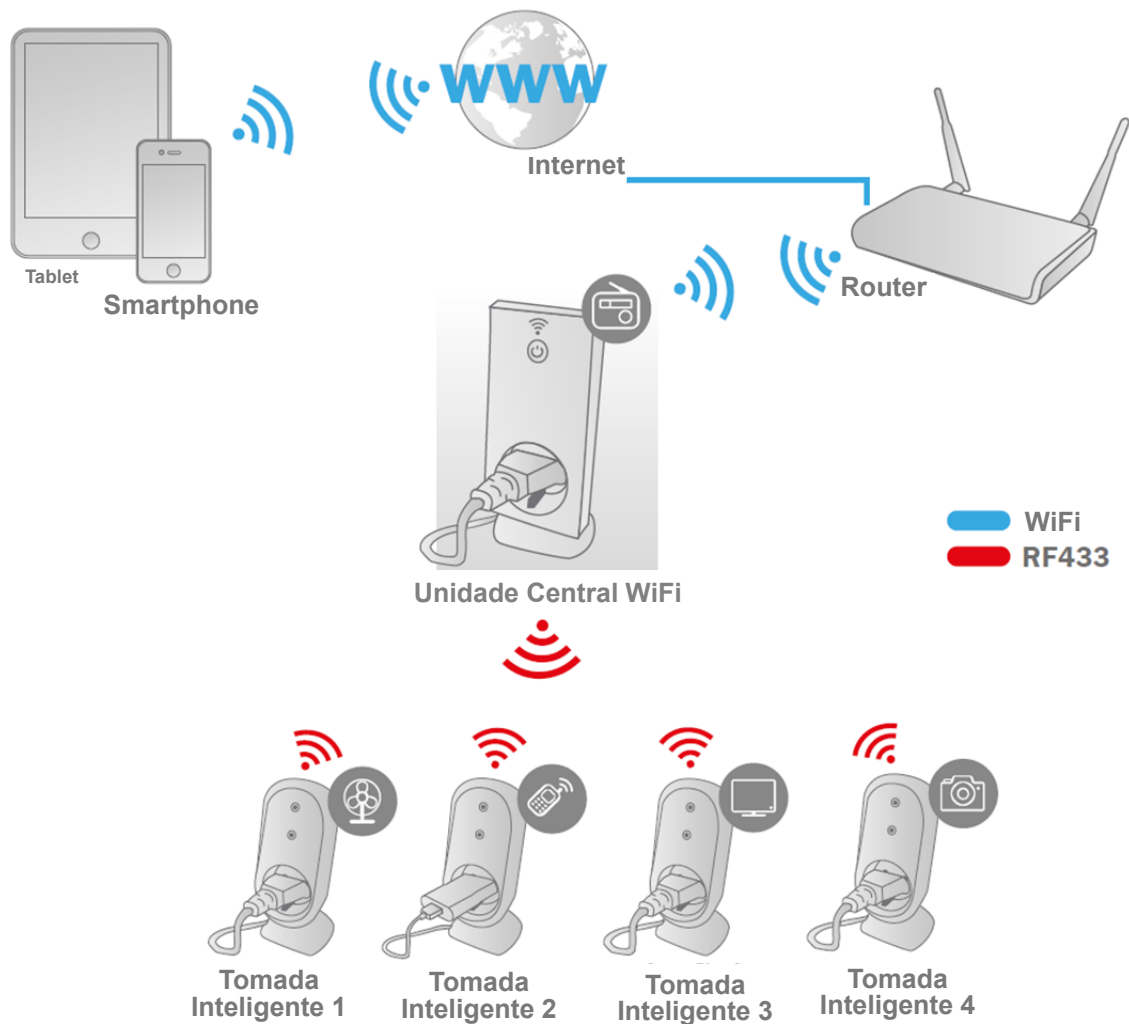 www
Internet
Tablet
Smartphone
Router
WiFi
RF433
Unidade Central WiFi
Tomada
Inteligente 1
Tomada
Inteligente 2
Tomada
Inteligente 3
Tomada
Inteligente 4